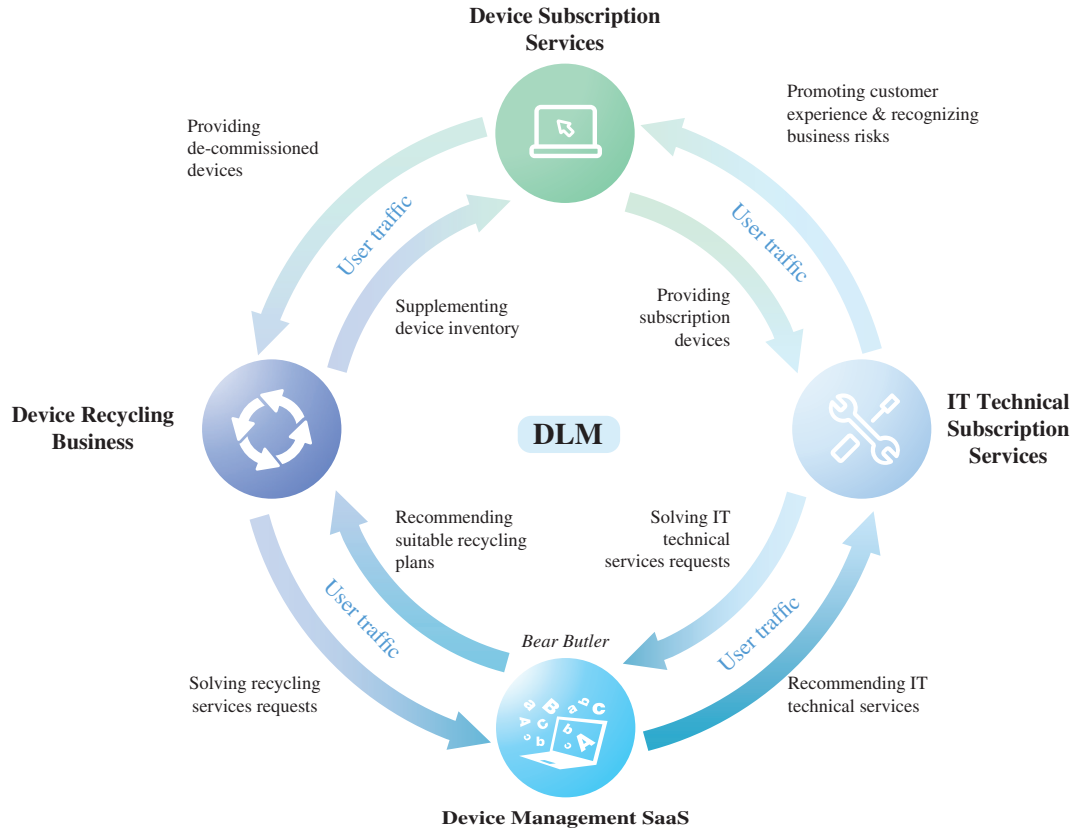 Device Subscription
Services
Promoting customer
experience & recognizing
business risks
Providing
de-commissioned
devices
User traffic
User traffic
Supplementing
device inventory
Providing
subscription
devices
Device Recycling
Business
DLM
IT Technical
Subscription
Services
Recommending
suitable recycling
plans
Solving IT
technical
services requests
User traffic
User traffic
Bear Butler
Solving recycling
services requests
Recommending IT
technical services
a B a b C
A C b
c b c A
Device Management SaaS